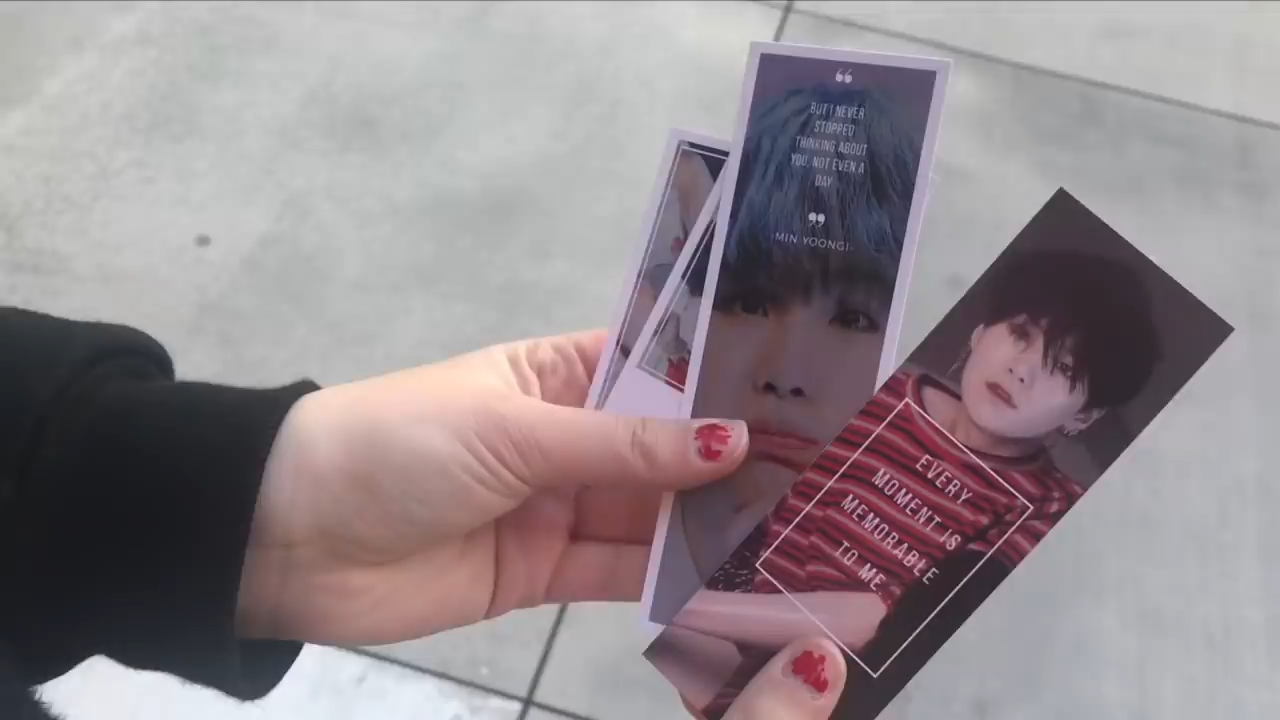 “
BUT I NEVER
STOPPED
THINKING ABOUT
YOU, NOT EVEN A
DAY
”
-MIN YOONGI-
EVERY
MOMENT IS
MEMORABLE
TO ME